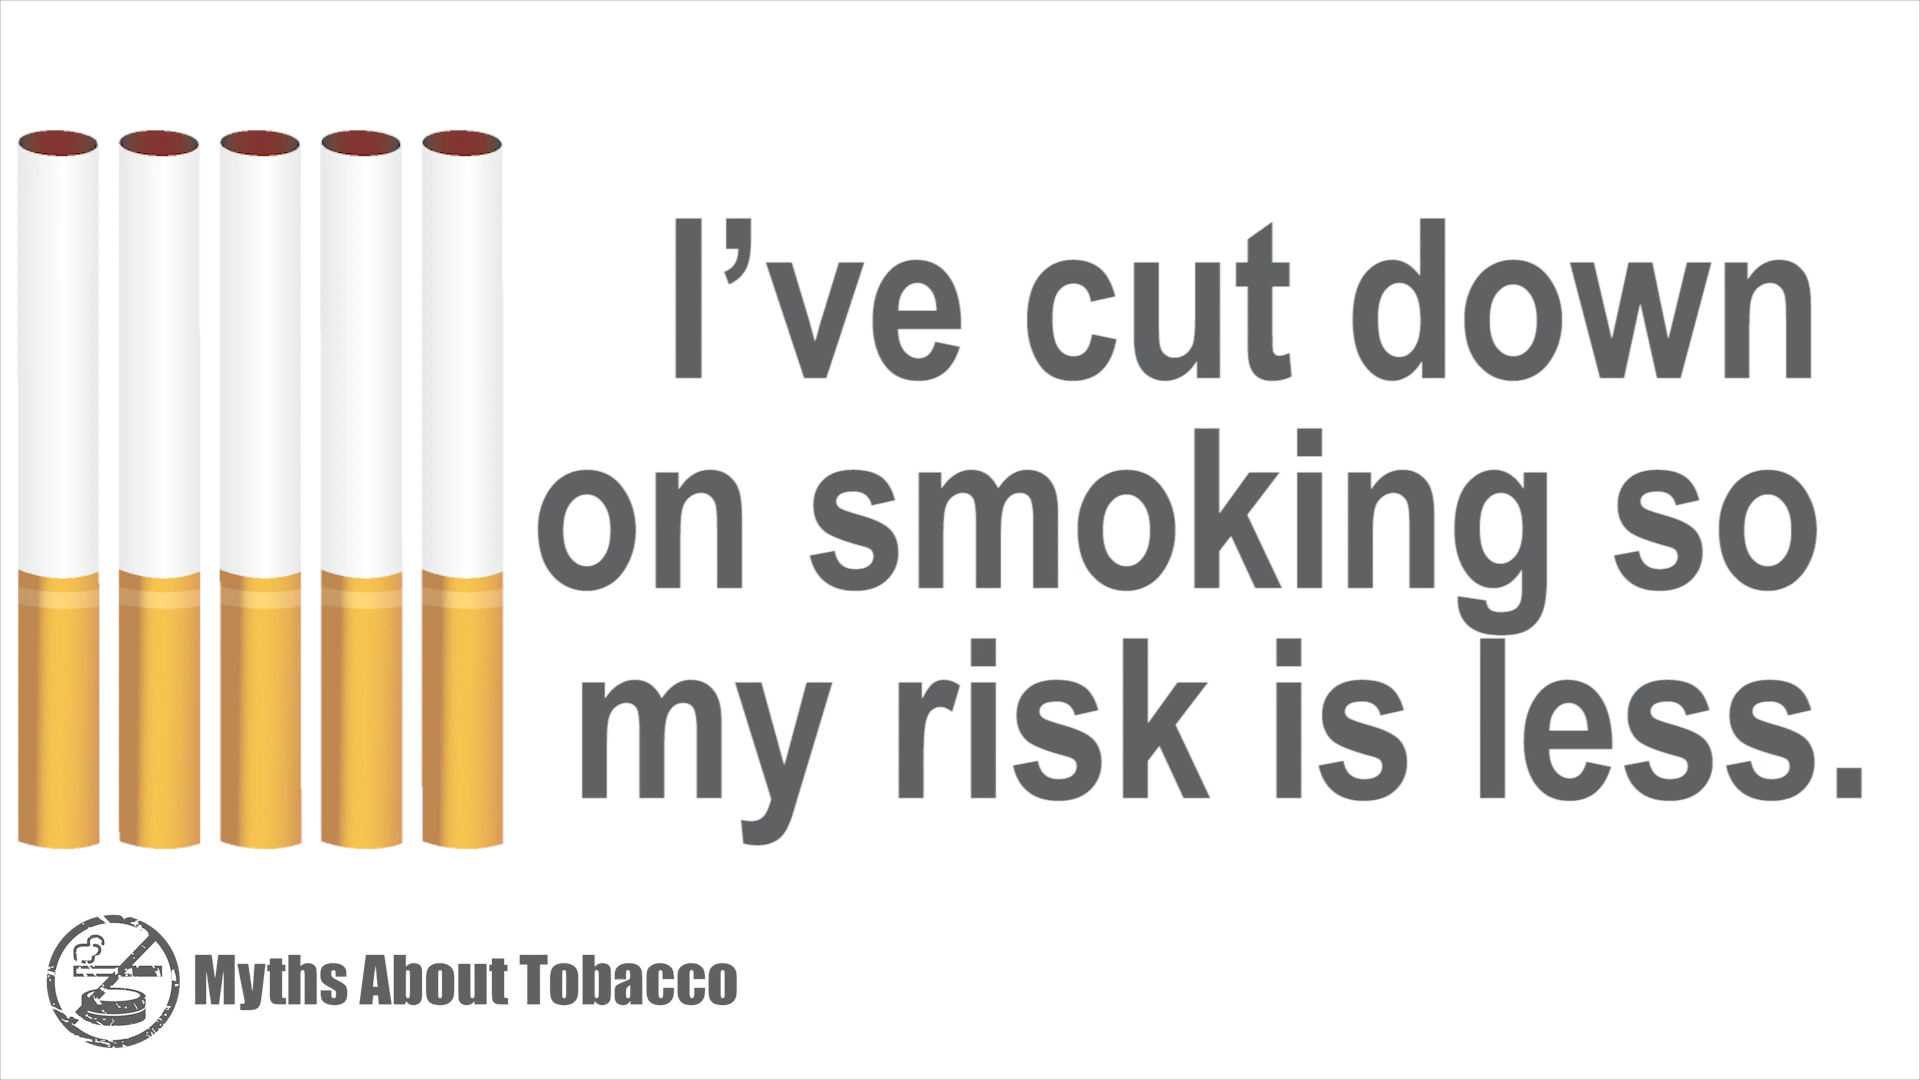 I’ve cut down
on smoking so
my risk is less.
Myths About Tobacco